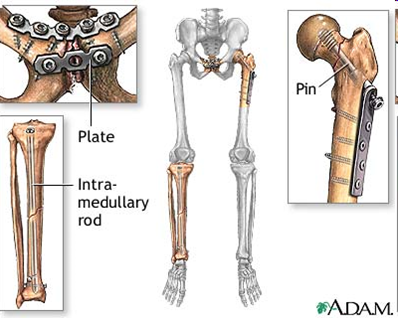 Plate
Pin
Intra-
medullary
rod
A.D.A.M.